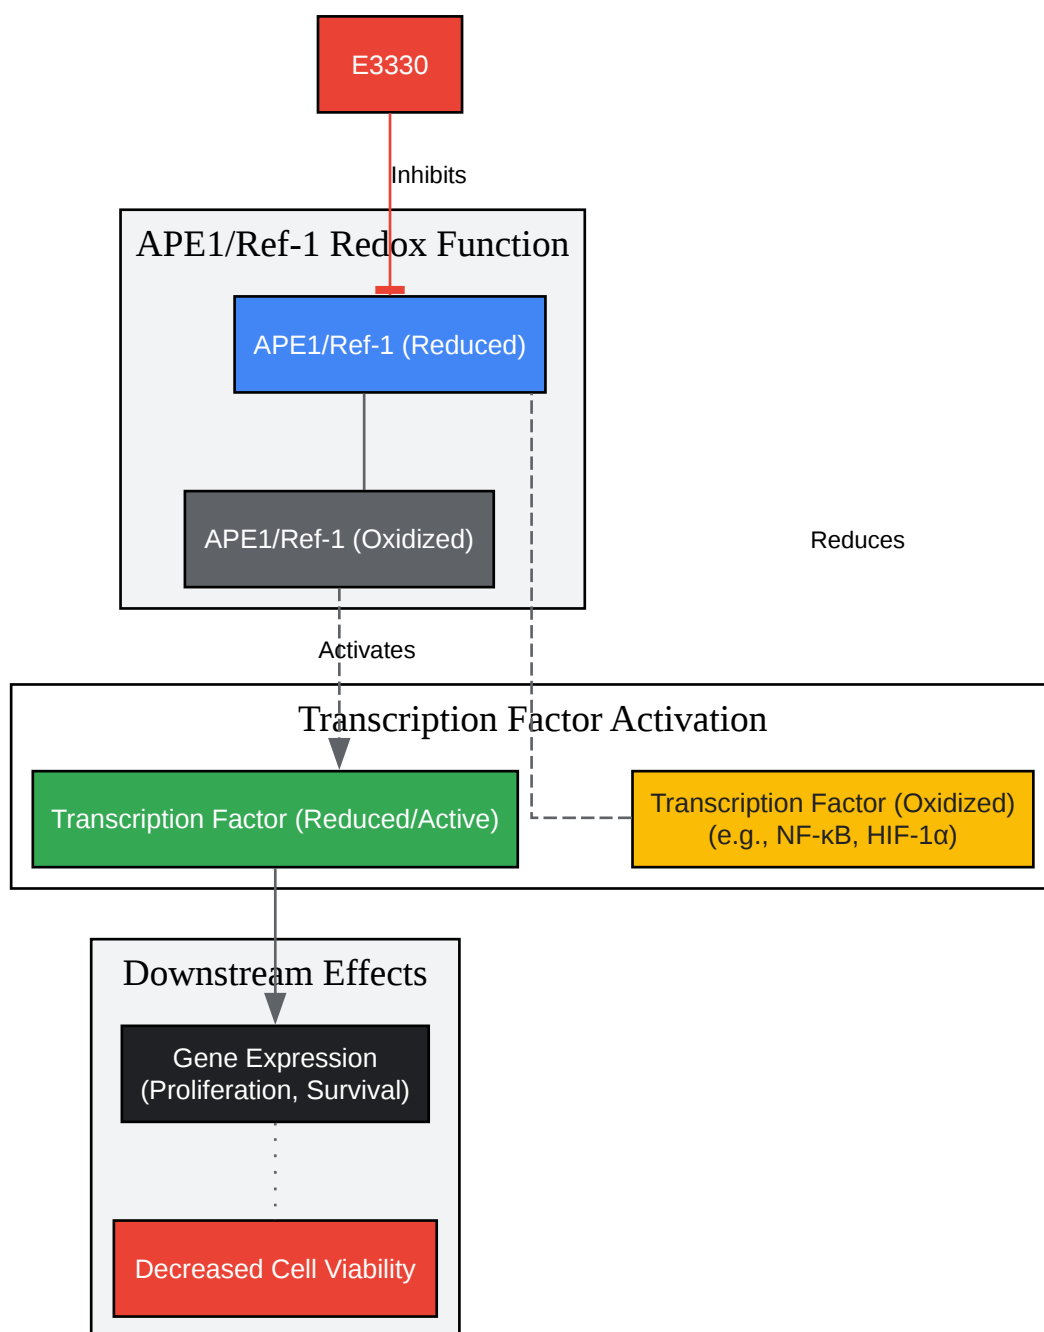 E3330
Inhibits
APE1/Ref-1 Redox Function
APE1/Ref-1 (Reduced)
APE1/Ref-1 (Oxidized)
Reduces
Activates
Transcription Factor Activation
Transcription Factor (Reduced/Active)
Transcription Factor (Oxidized)
(e.g., NF-κB, HIF-1α)
Downstream Effects
Gene Expression
(Proliferation, Survival)
Decreased Cell Viability